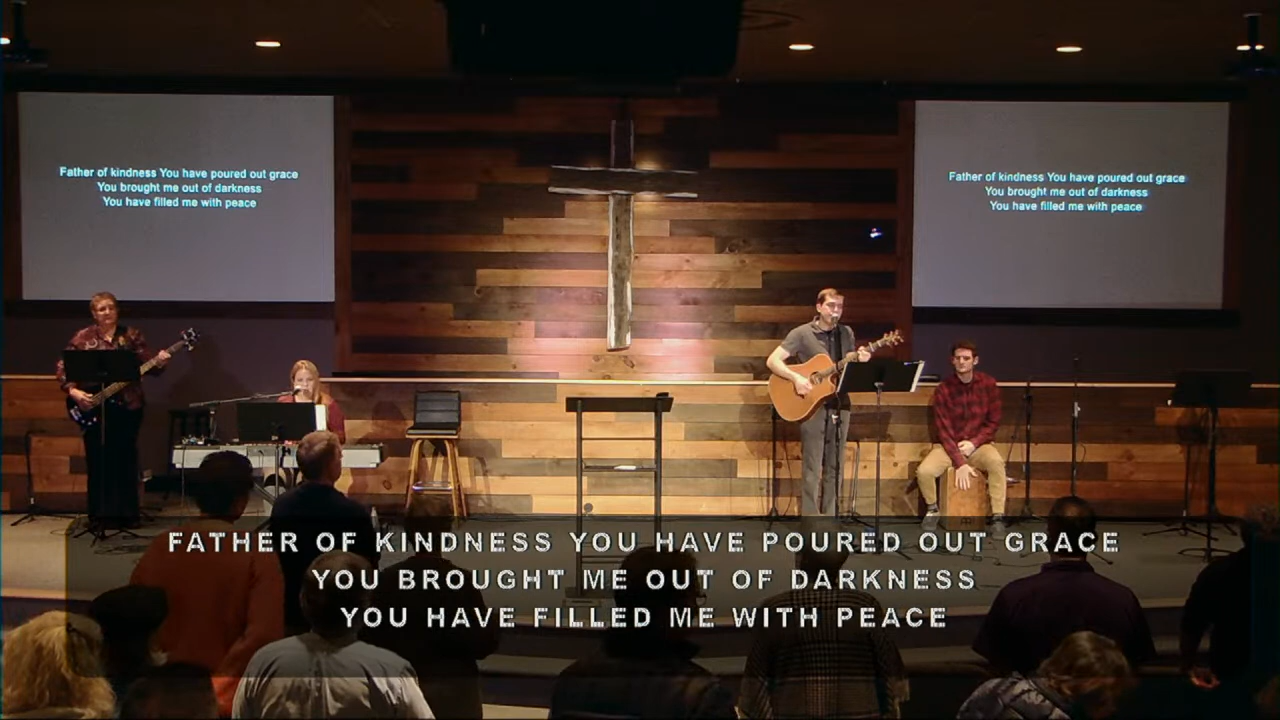 Father of kindness You have poured out grace
You brought me out of darkness
You have filled me with peace
Father of kindness You have poured out grace
You brought me out of darkness
You have filled me with peace
FATHER OF KINDNESS YOU HAVE POURED OUT GRACE
YOU BROUGHT ME OUT OF DARKNESS
YOU HAVE FILLED ME WITH PEACE